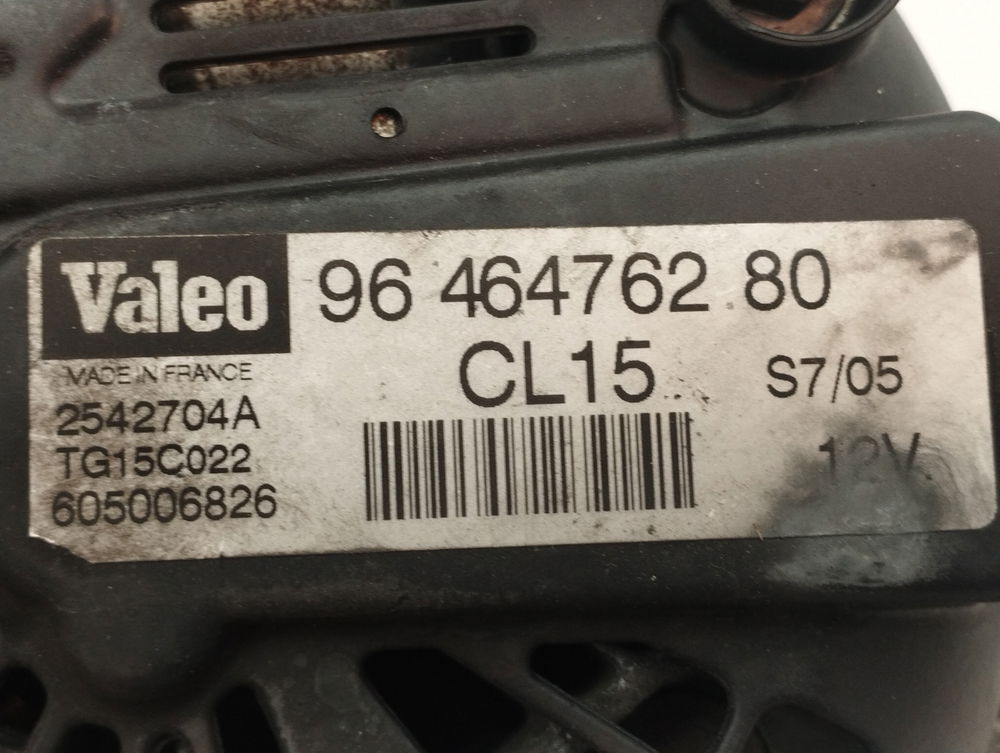 Valeo
96 464762 80
CL15
S7/05
MADE IN FRANCE
2542704A
TG15C022
605006826
12V